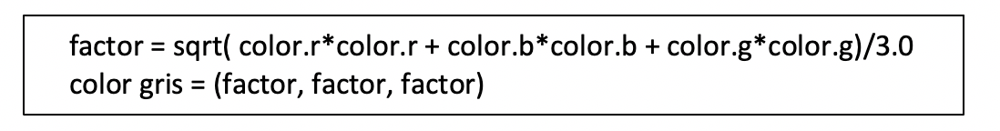 factor = sqrt( color.r*color.r + color.b*color.b + color.g*color.g)/3.0
color gris = (factor, factor, factor)